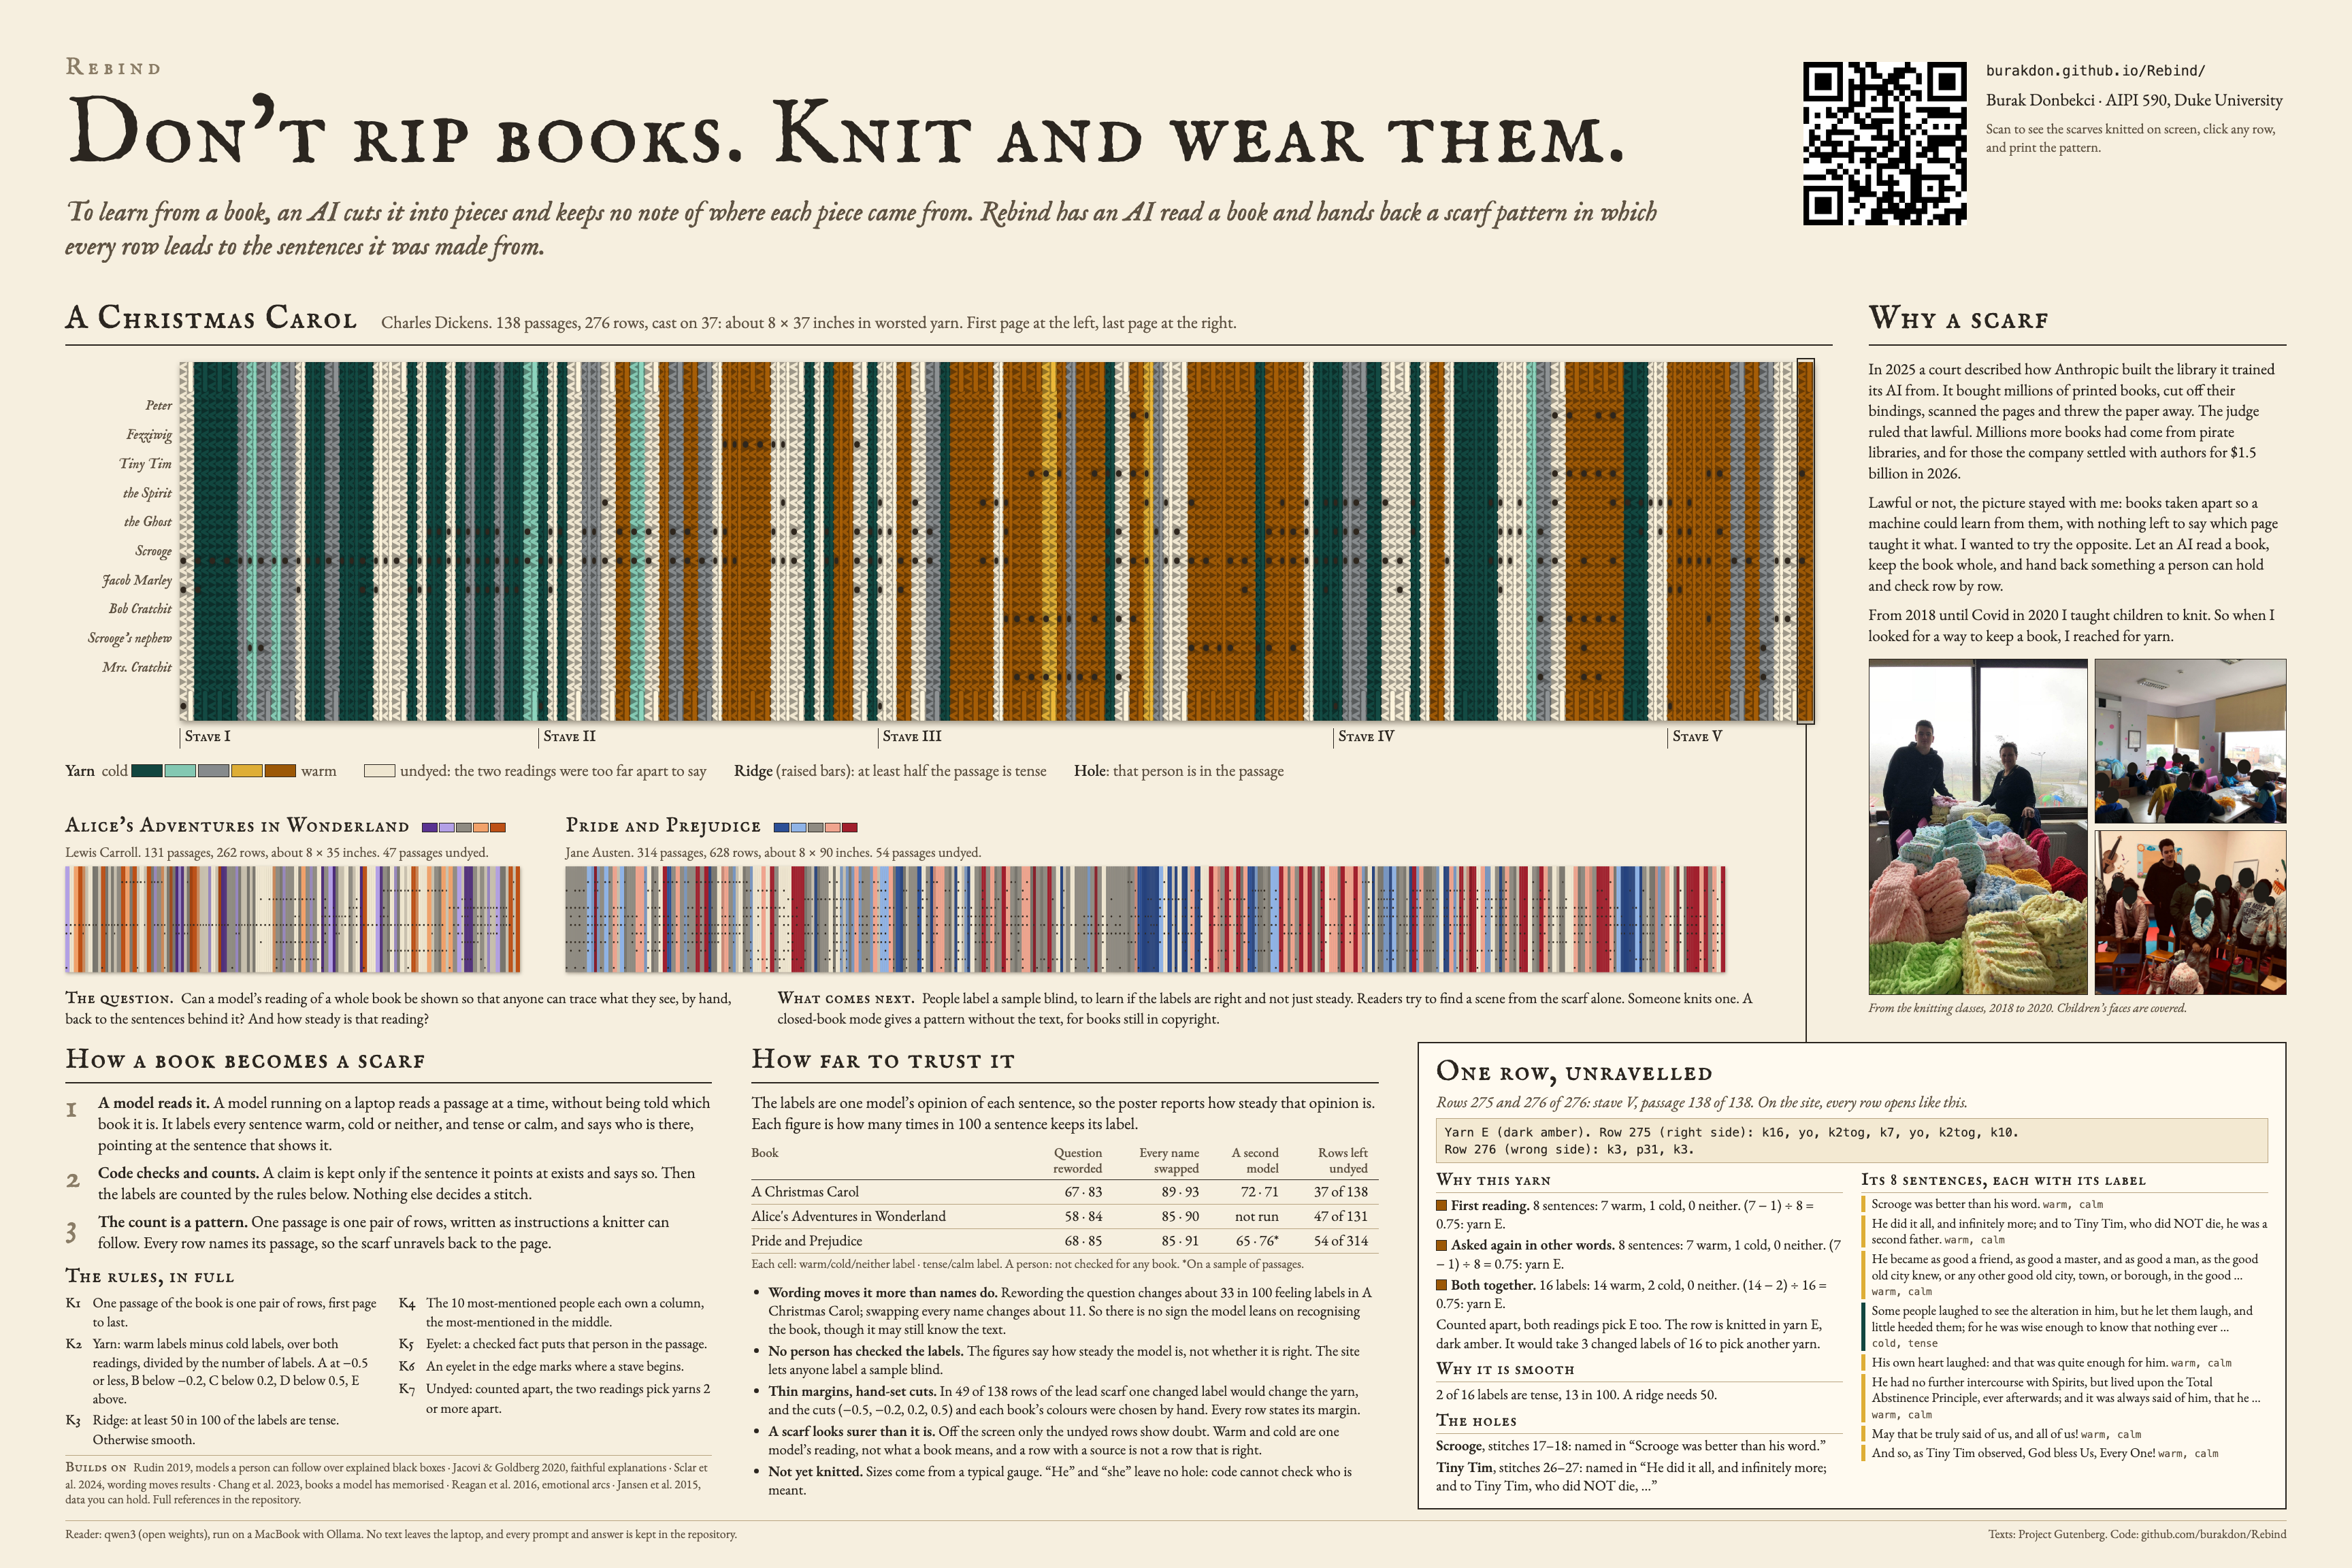 Rebind
Don't rip books. Knit and wear them.
To learn from a book, an AI cuts it into pieces and keeps no note of where each piece came from. Rebind has an AI read a book and hands back a scarf pattern in which
every row leads to the sentences it was made from.
burakdon.github.io/Rebind/
Burak Donbekci · AIPI 590, Duke University
Scan to see the scarves knitted on screen, click any row,
and print the pattern.
A Christmas Carol
Charles Dickens. 138 passages, 276 rows, cast on 37: about 8 × 37 inches in worsted yarn. First page at the left, last page at the right.
Peter
Fezziwig
Tiny Tim
the Spirit
the Ghost
Scrooge
Jacob Marley
Bob Cratchit
Scrooge's nephew
Mrs. Cratchit
Stave I
Stave II
Stave III
Stave IV
Stave V
Yarn cold warm undyed: the two readings were too far apart to say Ridge (raised bars): at least half the passage is tense Hole: that person is in the passage
Why a scarf
In 2025 a court described how Anthropic built the library it trained
its AI from. It bought millions of printed books, cut off their
bindings, scanned the pages and threw the paper away. The judge
ruled that lawful. Millions more books had come from pirate
libraries, and for those the company settled with authors for $1.5
billion in 2026.
Lawful or not, the picture stayed with me: books taken apart so a
machine could learn from them, with nothing left to say which page
taught it what. I wanted to try the opposite. Let an AI read a book,
keep the book whole, and hand back something a person can hold
and check row by row.
From 2018 until Covid in 2020 I taught children to knit. So when I
looked for a way to keep a book, I reached for yarn.
From the knitting classes, 2018 to 2020. Children's faces are covered.
Alice's Adventures in Wonderland
Lewis Carroll. 131 passages, 262 rows, about 8 × 35 inches. 47 passages undyed.
Pride and Prejudice
Jane Austen. 314 passages, 628 rows, about 8 × 90 inches. 54 passages undyed.
The question. Can a model's reading of a whole book be shown so that anyone can trace what they see, by hand,
back to the sentences behind it? And how steady is that reading?
What comes next. People label a sample blind, to learn if the labels are right and not just steady. Readers try to find a scene from the scarf alone. Someone knits one. A
closed-book mode gives a pattern without the text, for books still in copyright.
How a book becomes a scarf
1 A model reads it. A model running on a laptop reads a passage at a time, without being told which
book it is. It labels every sentence warm, cold or neither, and tense or calm, and says who is there,
pointing at the sentence that shows it.
2 Code checks and counts. A claim is kept only if the sentence it points at exists and says so. Then
the labels are counted by the rules below. Nothing else decides a stitch.
3 The count is a pattern. One passage is one pair of rows, written as instructions a knitter can
follow. Every row names its passage, so the scarf unravels back to the page.
The rules, in full
K1 One passage of the book is one pair of rows, first page
to last.
K2 Yarn: warm labels minus cold labels, over both
readings, divided by the number of labels. A at −0.5
or less, B below −0.2, C below 0.2, D below 0.5, E
above.
K3 Ridge: at least 50 in 100 of the labels are tense.
Otherwise smooth.
K4 The 10 most-mentioned people each own a column,
the most-mentioned in the middle.
K5 Eyelet: a checked fact puts that person in the passage.
K6 An eyelet in the edge marks where a stave begins.
K7 Undyed: counted apart, the two readings pick yarns 2
or more apart.
Builds on Rudin 2019, models a person can follow over explained black boxes · Jacovi & Goldberg 2020, faithful explanations · Sclar et
al. 2024, wording moves results · Chang et al. 2023, books a model has memorised · Reagan et al. 2016, emotional arcs · Jansen et al. 2015,
data you can hold. Full references in the repository.
How far to trust it
The labels are one model's opinion of each sentence, so the poster reports how steady that opinion is.
Each figure is how many times in 100 a sentence keeps its label.
Book Question reworded Every name swapped A second model Rows left undyed
A Christmas Carol 67 · 83 89 · 93 72 · 71 37 of 138
Alice's Adventures in Wonderland 58 · 84 85 · 90 not run 47 of 131
Pride and Prejudice 68 · 85 85 · 91 65 · 76* 54 of 314
Each cell: warm/cold/neither label · tense/calm label. A person: not checked for any book. *On a sample of passages.
• Wording moves it more than names do. Rewording the question changes about 33 in 100 feeling labels in A
Christmas Carol; swapping every name changes about 11. So there is no sign the model leans on recognising
the book, though it may still know the text.
• No person has checked the labels. The figures say how steady the model is, not whether it is right. The site
lets anyone label a sample blind.
• Thin margins, hand-set cuts. In 49 of 138 rows of the lead scarf one changed label would change the yarn,
and the cuts (−0.5, −0.2, 0.2, 0.5) and each book's colours were chosen by hand. Every row states its margin.
• A scarf looks surer than it is. Off the screen only the undyed rows show doubt. Warm and cold are one
model's reading, not what a book means, and a row with a source is not a row that is right.
• Not yet knitted. Sizes come from a typical gauge. “He” and “she” leave no hole: code cannot check who is
meant.
One row, unravelled
Rows 275 and 276 of 276: stave V, passage 138 of 138. On the site, every row opens like this.
Yarn E (dark amber). Row 275 (right side): k16, yo, k2tog, k7, yo, k2tog, k10.
Row 276 (wrong side): k3, p31, k3.
Why this yarn
First reading. 8 sentences: 7 warm, 1 cold, 0 neither. (7 − 1) ÷ 8 =
0.75: yarn E.
Asked again in other words. 8 sentences: 7 warm, 1 cold, 0 neither. (7
− 1) ÷ 8 = 0.75: yarn E.
Both together. 16 labels: 14 warm, 2 cold, 0 neither. (14 − 2) ÷ 16 =
0.75: yarn E.
Counted apart, both readings pick E too. The row is knitted in yarn E,
dark amber. It would take 3 changed labels of 16 to pick another yarn.
Why it is smooth
2 of 16 labels are tense, 13 in 100. A ridge needs 50.
The holes
Scrooge, stitches 17–18: named in “Scrooge was better than his word.”
Tiny Tim, stitches 26–27: named in “He did it all, and infinitely more;
and to Tiny Tim, who did NOT die, ...”
Its 8 sentences, each with its label
Scrooge was better than his word. warm, calm
He did it all, and infinitely more; and to Tiny Tim, who did NOT die, he was a
second father. warm, calm
He became as good a friend, as good a master, and as good a man, as the good
old city knew, or any other good old city, town, or borough, in the good ...
warm, calm
Some people laughed to see the alteration in him, but he let them laugh, and
little heeded them; for he was wise enough to know that nothing ever ...
cold, tense
His own heart laughed: and that was quite enough for him. warm, calm
He had no further intercourse with Spirits, but lived upon the Total
Abstinence Principle, ever afterwards; and it was always said of him, that he ...
warm, calm
May that be truly said of us, and all of us! warm, calm
And so, as Tiny Tim observed, God bless Us, Every One! warm, calm
Reader: qwen3 (open weights), run on a MacBook with Ollama. No text leaves the laptop, and every prompt and answer is kept in the repository.
Texts: Project Gutenberg. Code: github.com/burakdon/Rebind